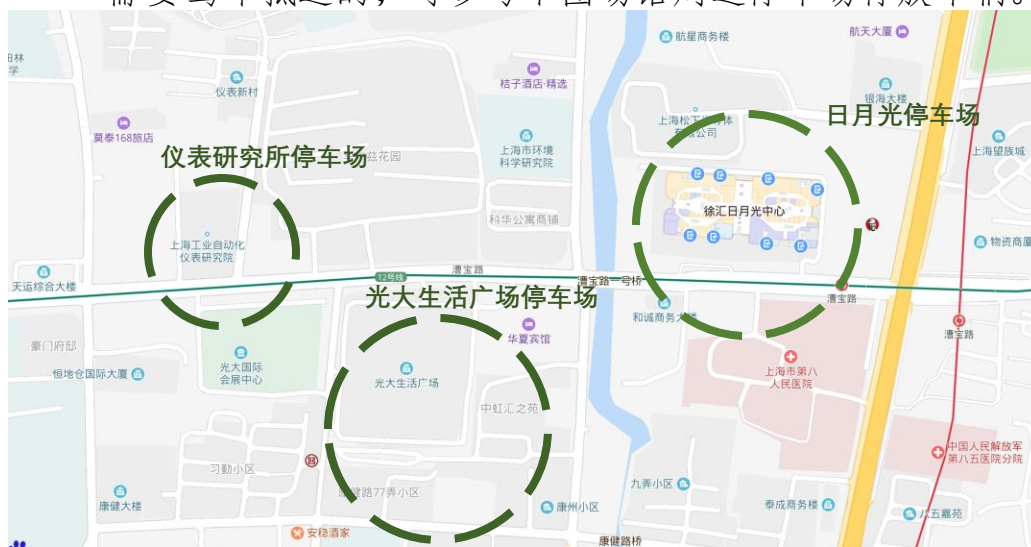 航星商务楼
航天大厦
桔子酒店·精选
仪表新村
银海大楼
日月光停车场
莫泰168旅店
上海市环境
科学研究院
上海望族城
仪表研究所停车场
徐汇日月光中心
科华公寓商铺
上海工业自动化
仪表研究院
物资商厦
天运综合大楼
12号线
漕宝路
漕宝路一号桥
光大生活广场停车场
漕宝路
和诚商务大楼
华夏宾馆
漕宝路
豪门府邸
恒地仓国际大厦
光大国际
会展中心
光大生活广场
上海市第八
人民医院
中虹汇之苑
中国人民解放军
第八五医院分院
习勤小区
康健路77弄小区
九弄小区
康健大楼
康州小区
泰成商务楼
八五嘉苑
安稳酒家
康健路桥